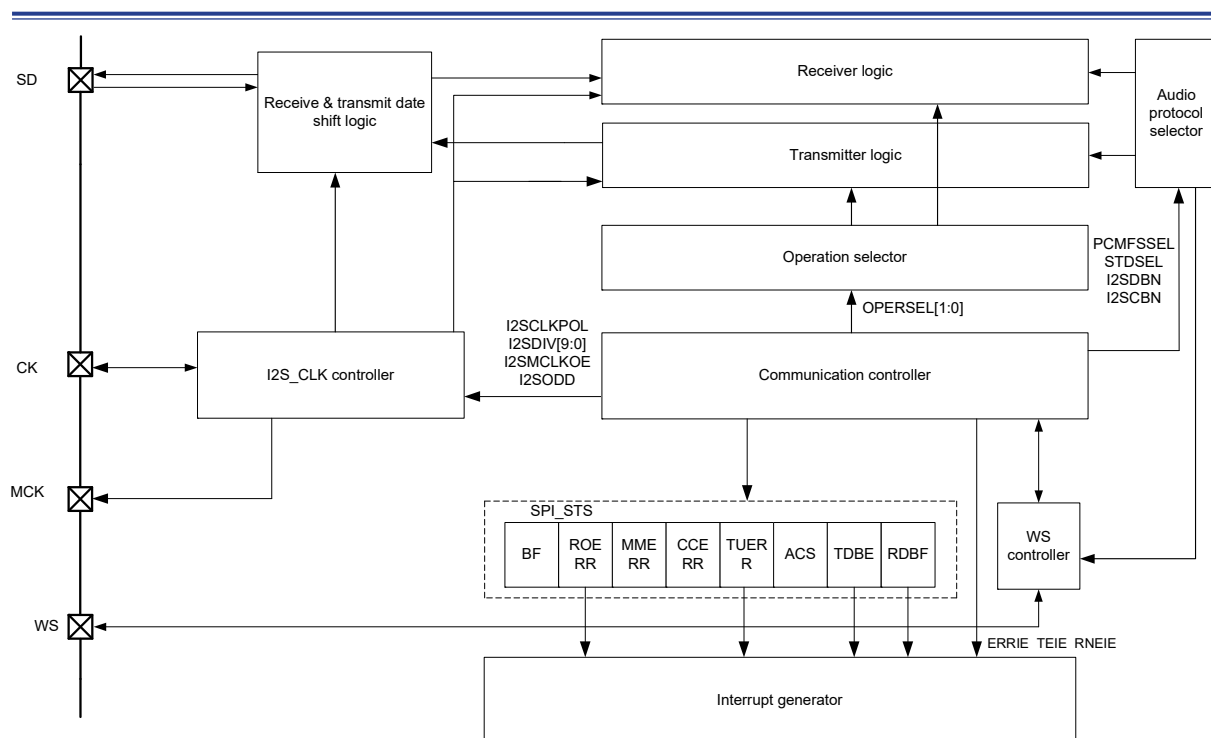 SD
Receive & transmit date
shift logic
Receiver logic
Audio
protocol
selector
Transmitter logic
Operation selector
PCMFSSEL
STDSEL
I2SDBN
I2SCBN
OPERSEL[1:0]
I2SCLKPOL
I2SDIV[9:0]
I2SMCLKOE
I2SODD
CK
I2S_CLK controller
Communication controller
MCK
SPI_STS
BF
ROE
RR
MME
RR
CCE
RR
TUER
R
ACS
TDBE
RDBF
WS
controller
WS
ERRIE TEIE RNEIE
Interrupt generator